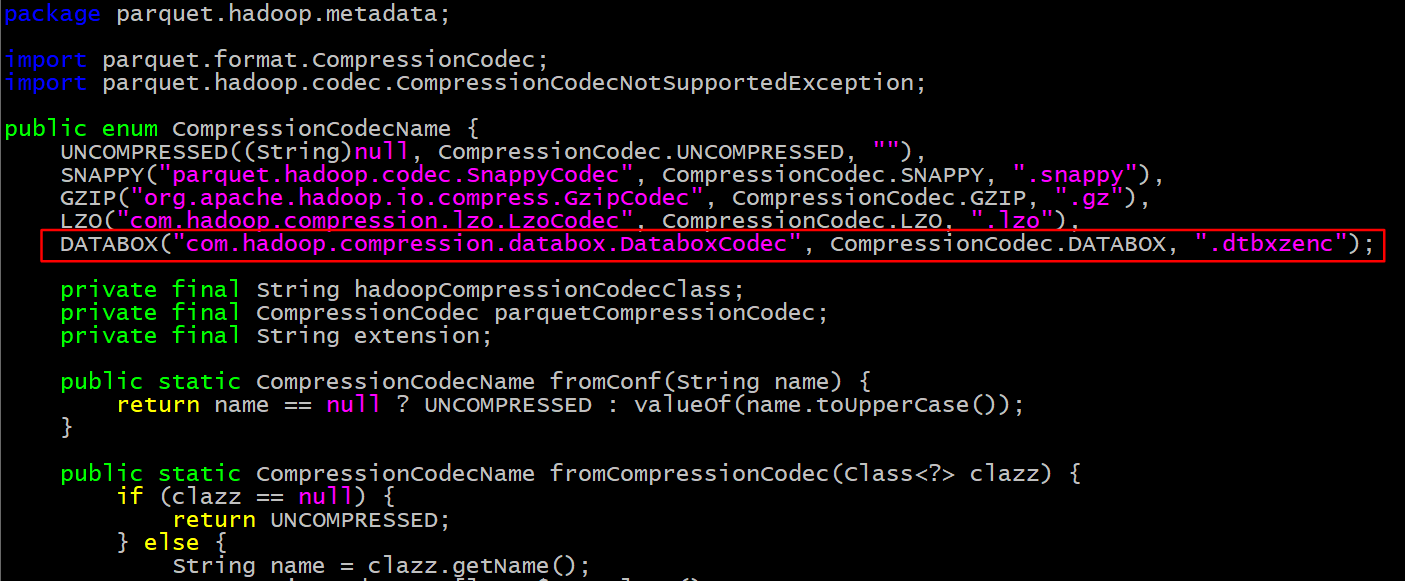 package parquet.hadoop.metadata;
import parquet.format.CompressionCodec;
import parquet.hadoop.codec.CompressionCodecNotSupportedException;
public enum CompressionCodecName {
UNCOMPRESSED((String)null, CompressionCodec.UNCOMPRESSED, ""),
SNAPPY("parquet.hadoop.codec.SnappyCodec", CompressionCodec.SNAPPY, ".snappy"),
GZIP("org.apache.hadoop.io.compress.GzipCodec", CompressionCodec.GZIP, ".gz"),
LZO("com.hadoop.compression.lzo.LzoCodec", CompressionCodec.LZO, ".lzo"),
DATABOX("com.hadoop.compression.databox.DataboxCodec", CompressionCodec.DATABOX, ".dtbxzenc");
private final String hadoopCompressionCodecClass;
private final CompressionCodec parquetCompressionCodec;
private final String extension;
public static CompressionCodecName fromConf(String name) {
return name == null ? UNCOMPRESSED : valueOf(name.toUpperCase());
}
public static CompressionCodecName fromCompressionCodec(Class<?> clazz) {
if (clazz == null) {
return UNCOMPRESSED;
} else {
String name = clazz.getName();